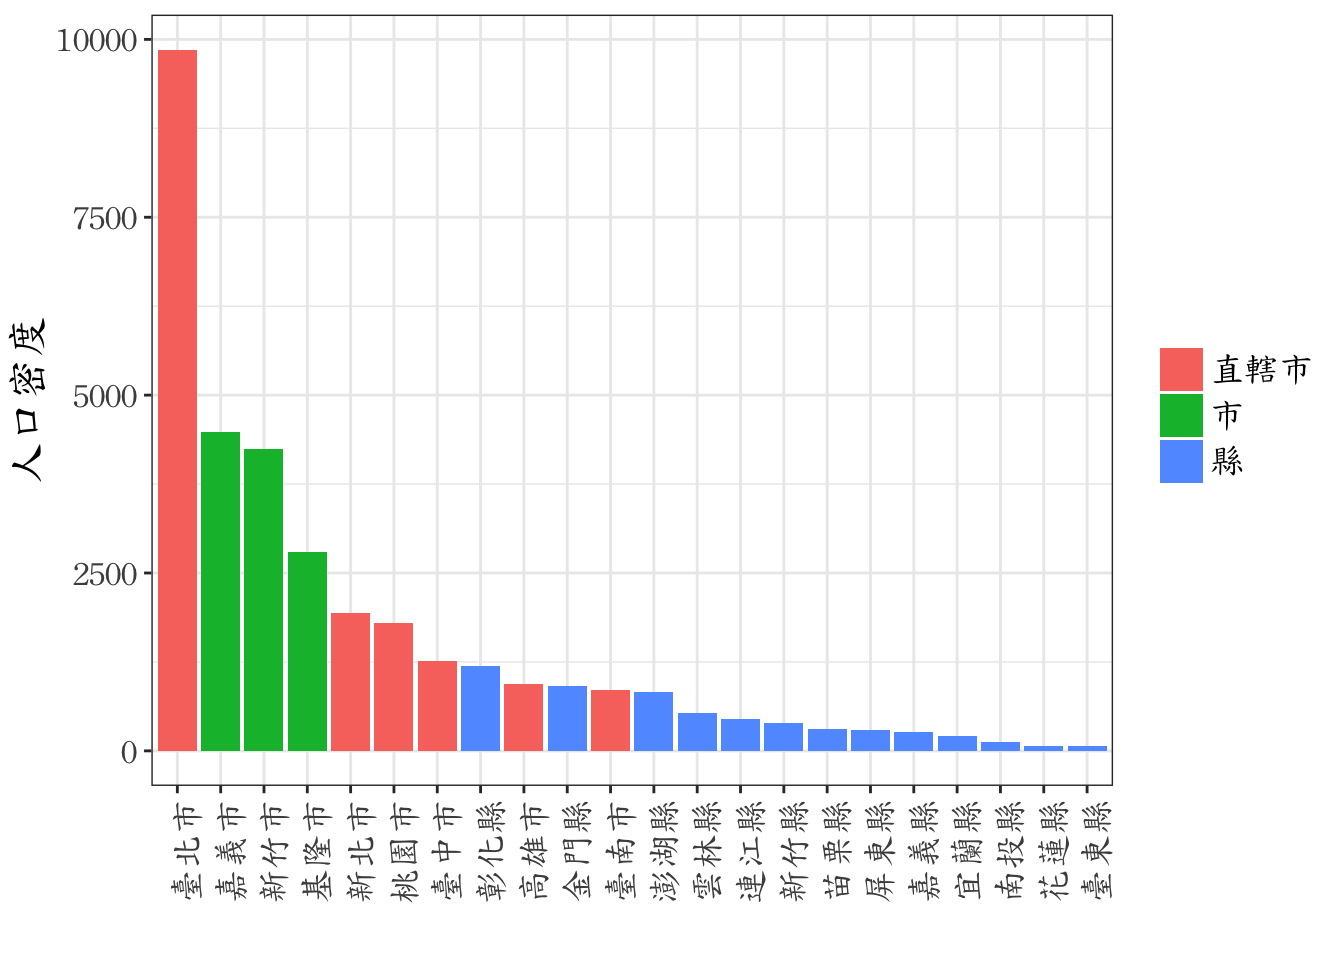 人口密度
10000
7500
5000
2500
0
臺北市
嘉義市
新竹市
基隆市
新北市
桃園市
臺中市
彰化縣
高雄市
金門縣
臺南市
澎湖縣
雲林縣
連江縣
新竹縣
苗栗縣
屏東縣
嘉義縣
宜蘭縣
南投縣
花蓮縣
臺東縣
直轄市
市
縣